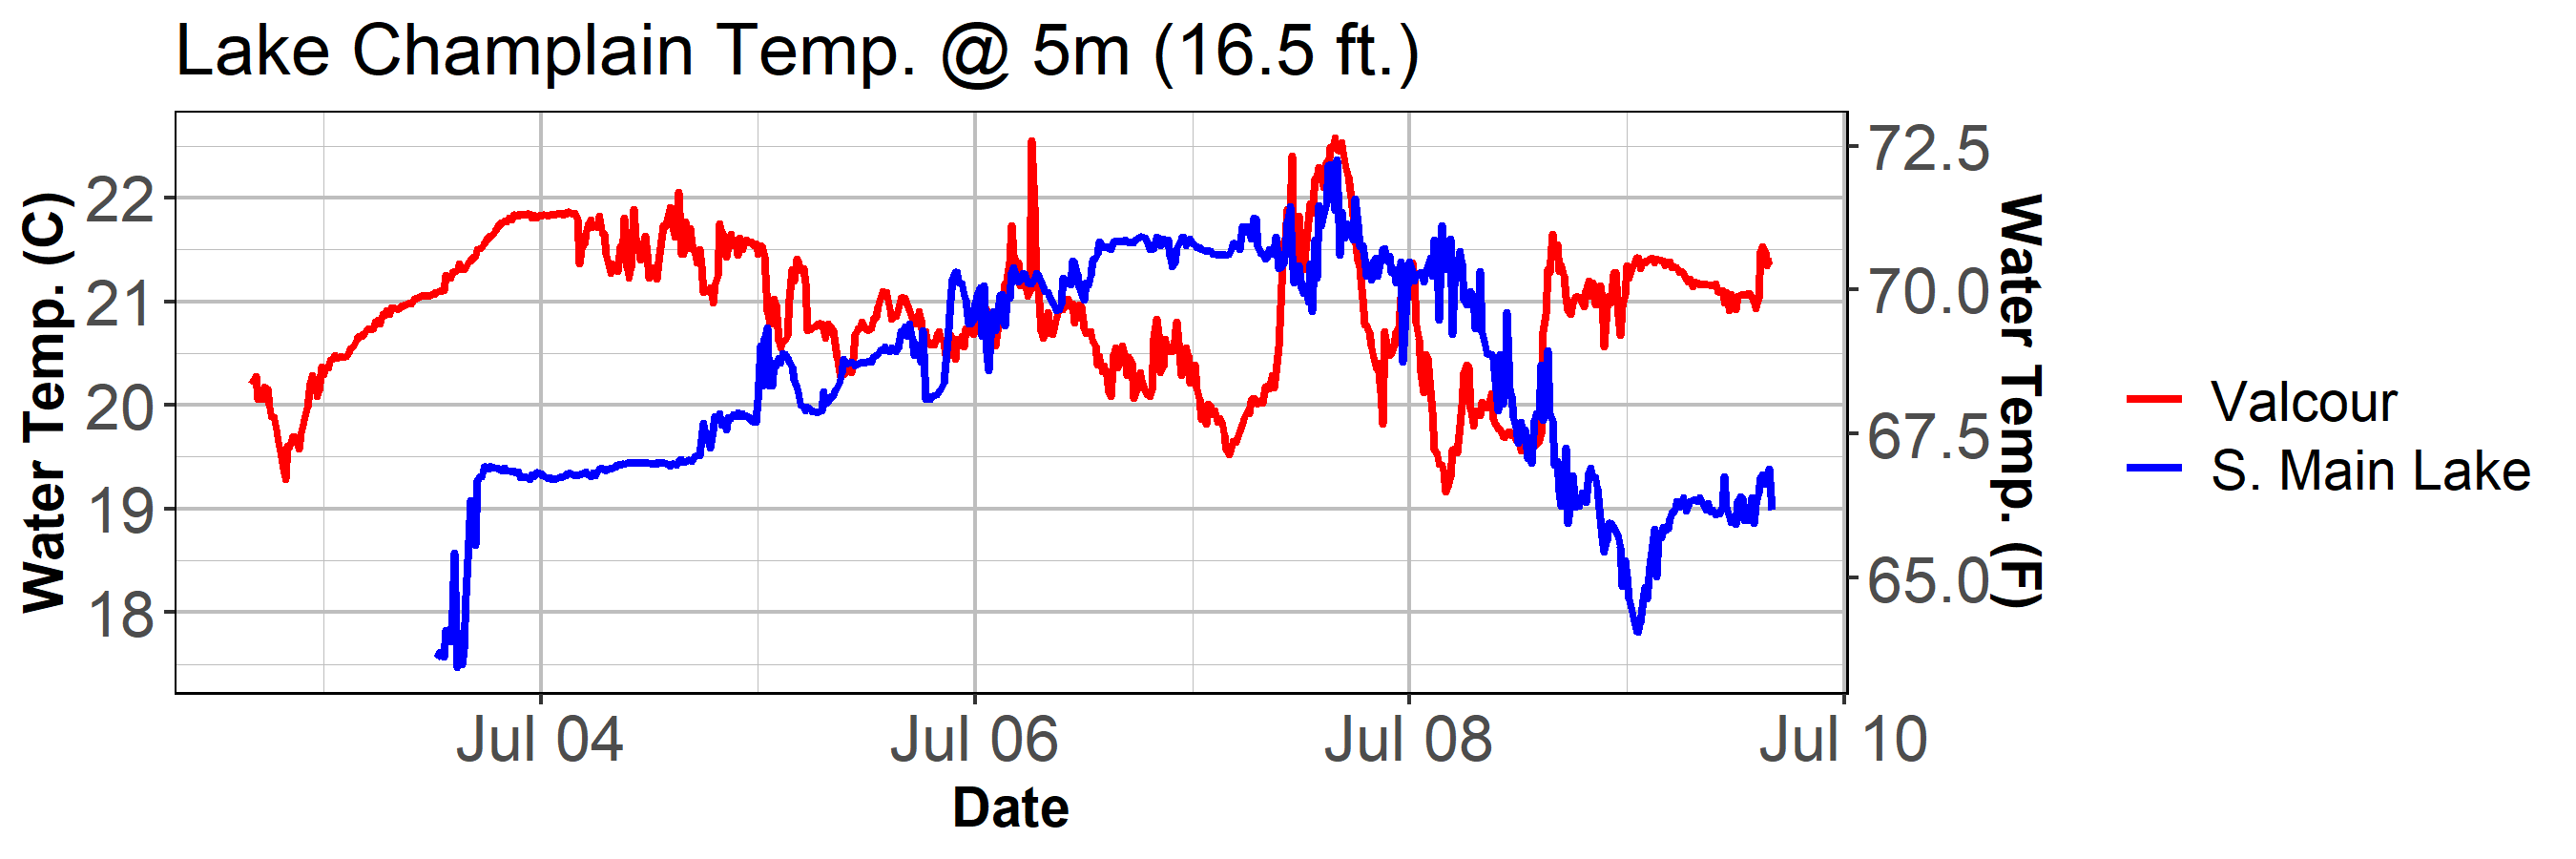 Lake Champlain Temp. @ 5m (16.5 ft.)
Water Temp. (C)
22
21
20
19
18
72.5
70.0
67.5
65.0
Water Temp. (F)
Jul 04
Jul 06
Jul 08
Jul 10
Date
Valcour
S. Main Lake